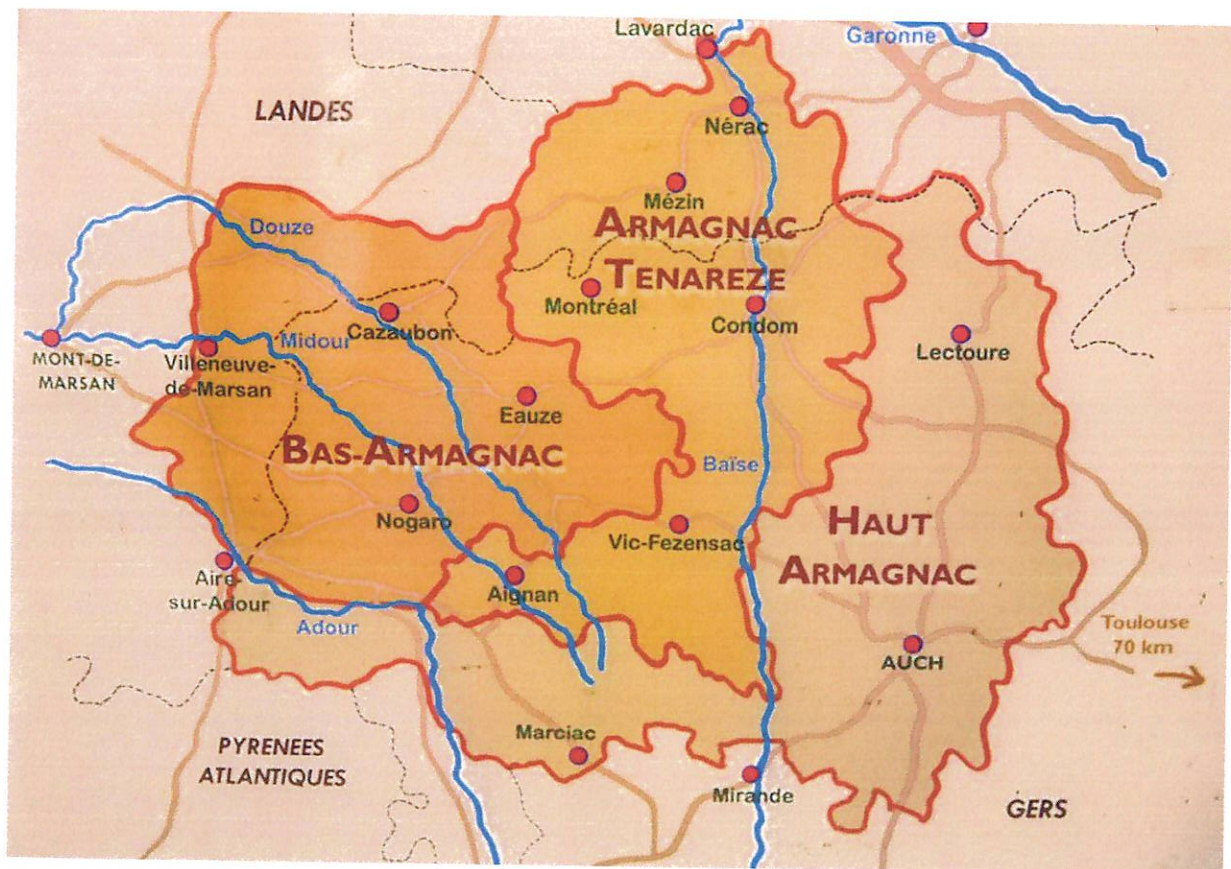 Lavardac
Garonne
LANDES
Nérac
Mézin
Douze
ARMAGNAC
TENAREZE
Montréal
Condom
Cazaubon
Midour
MONT-DE-
MARSAN
Villeneuve-
de-Marsan
Lectoure
Eauze
BAS-ARMAGNAC
Baïse
Nogaro
Vic-Fezensac
HAUT
ARMAGNAC
Aire-
sur-Adour
Aignan
Adour
Toulouse
70 km
AUCH
Marciac
PYRENEES
ATLANTIQUES
Mirande
GERS